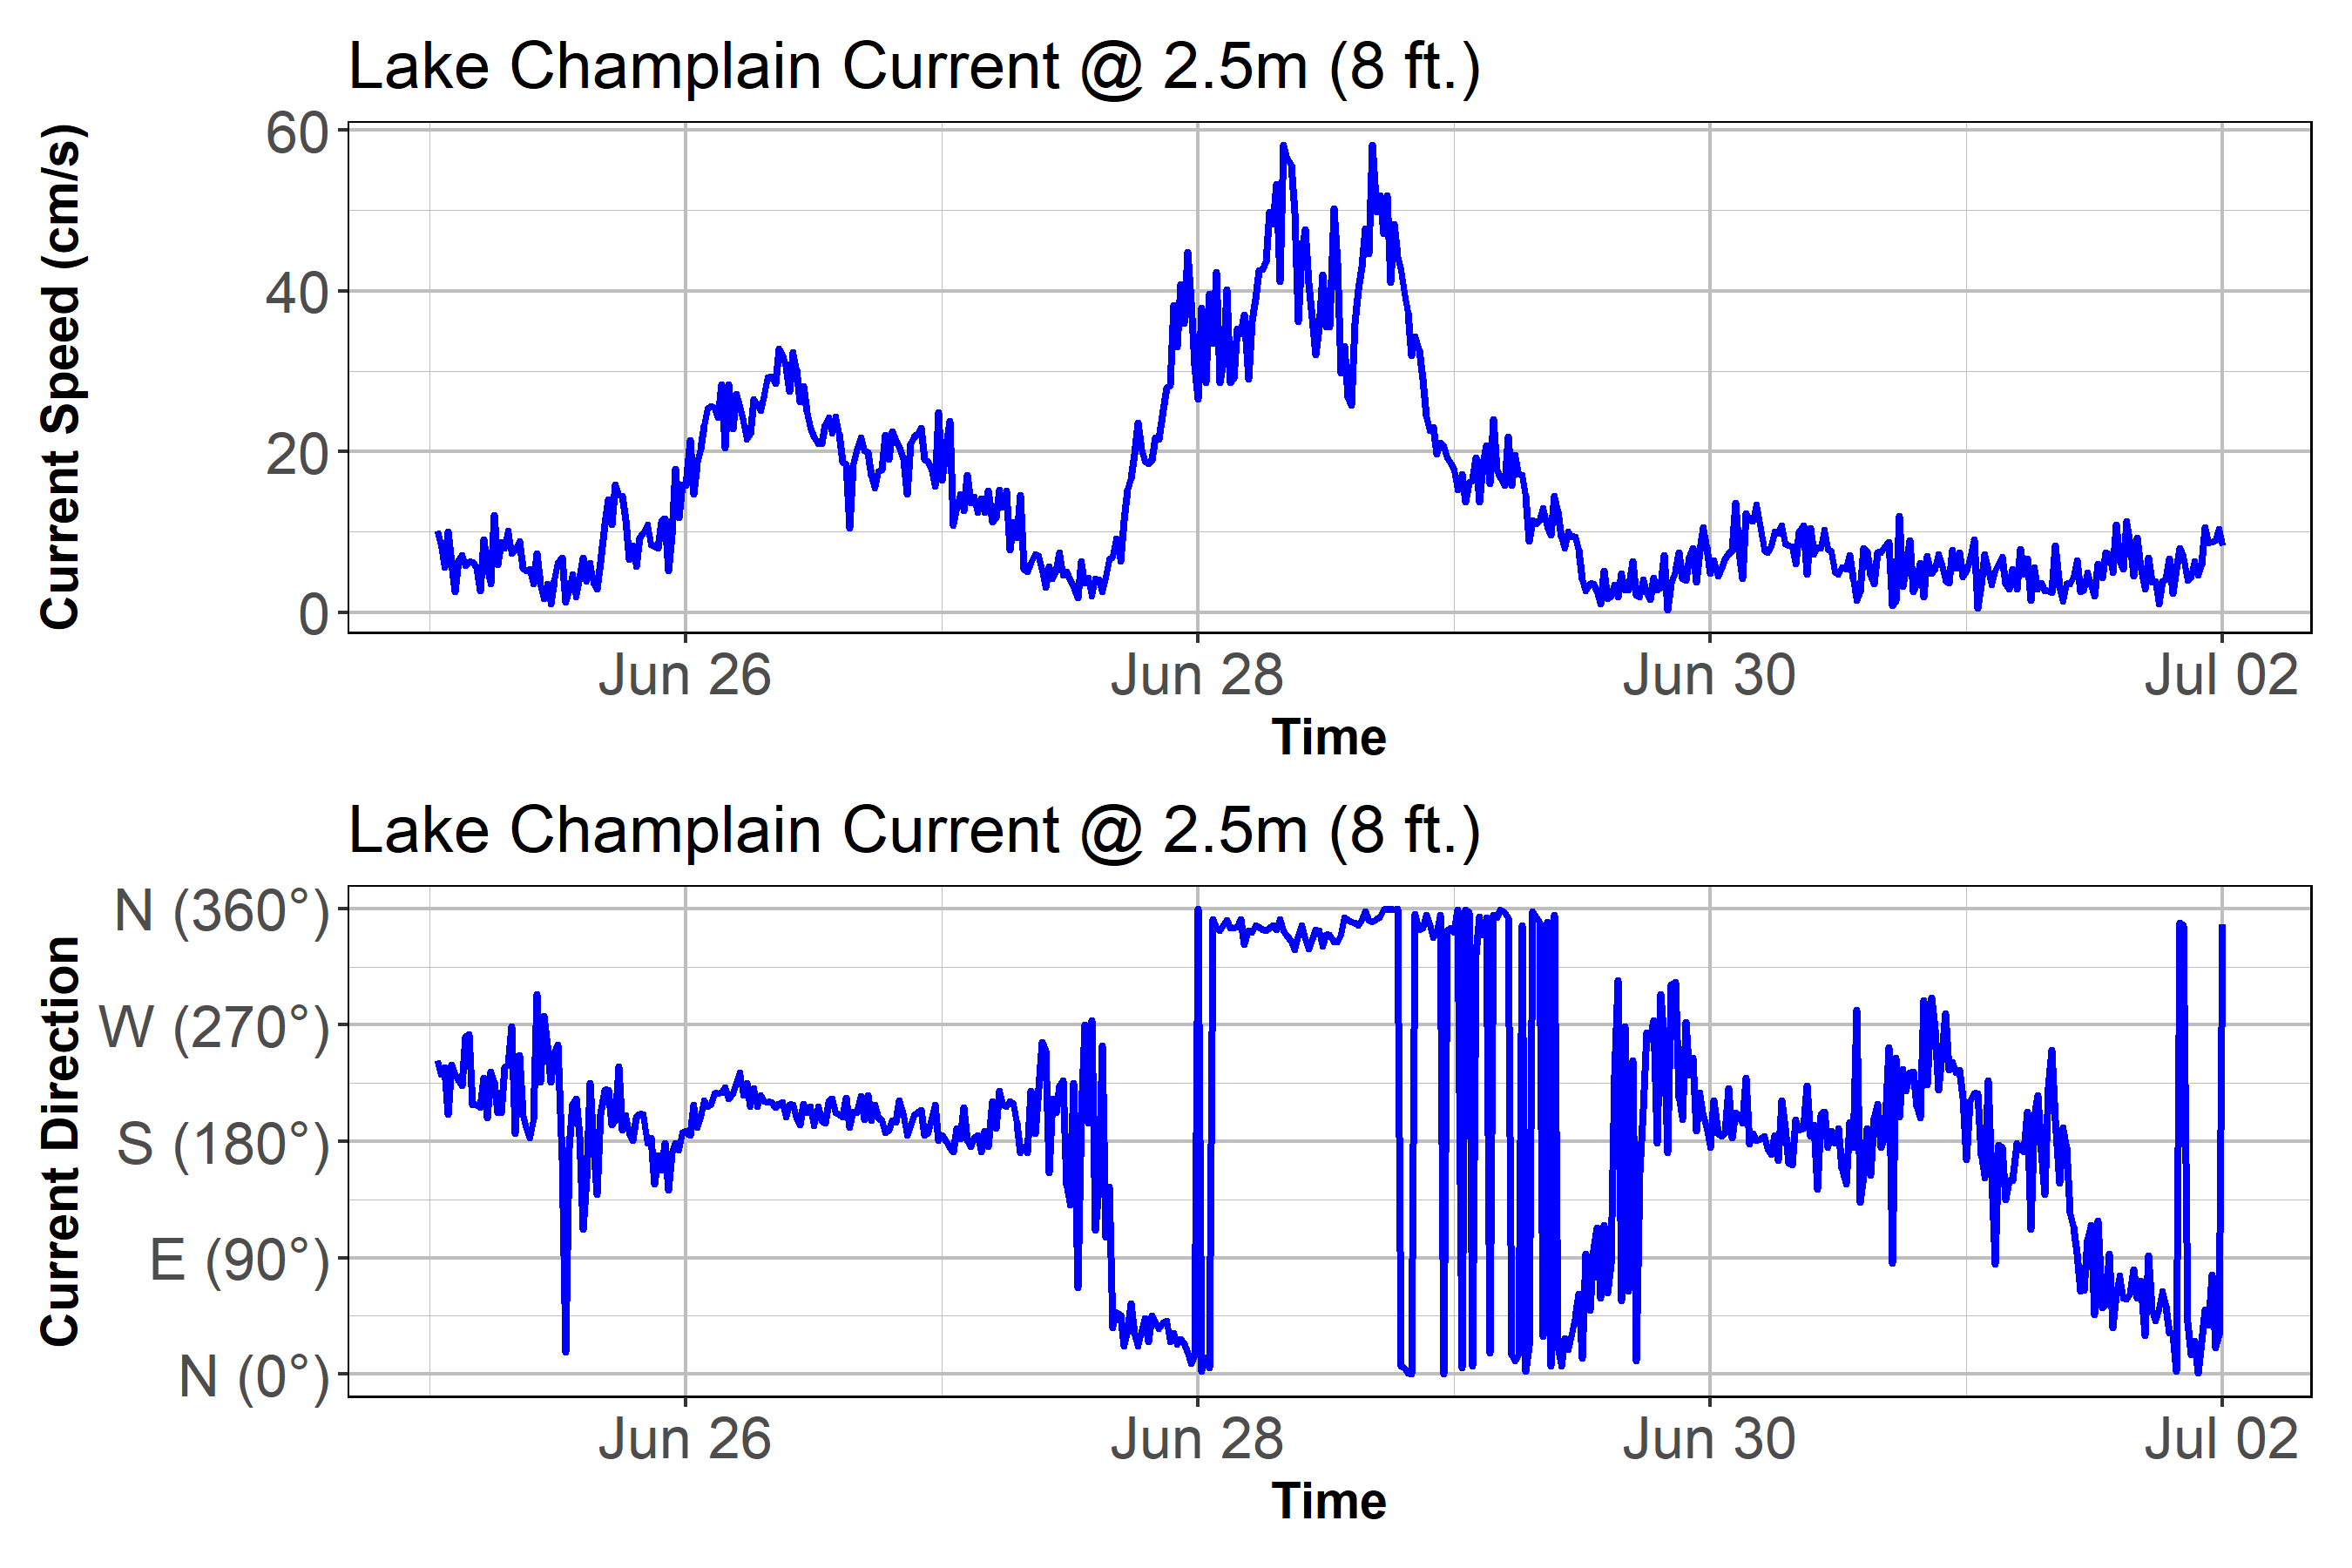 Lake Champlain Current @ 2.5m (8 ft.)
Current Speed (cm/s)
60
40
20
0
Jun 26 Jun 28 Jun 30 Jul 02
Time
Lake Champlain Current @ 2.5m (8 ft.)
Current Direction
N (360°)
W (270°)
S (180°)
E (90°)
N (0°)
Jun 26 Jun 28 Jun 30 Jul 02
Time